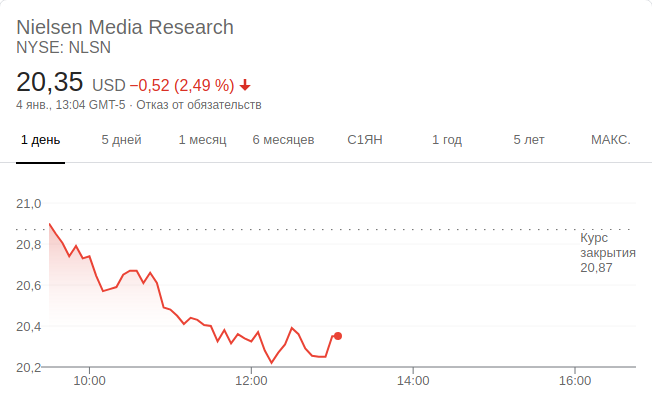 Nielsen Media Research
NYSE: NLSN
20,35 USD −0,52 (2,49 %)
4 янв., 13:04 GMT-5 · Отказ от обязательств
1 день 5 дней 1 месяц 6 месяцев С1ЯН 1 год 5 лет МАКС.
21,0
20,8
20,6
20,4
20,2
Курс
закрытия
20,87
10:00 12:00 14:00 16:00